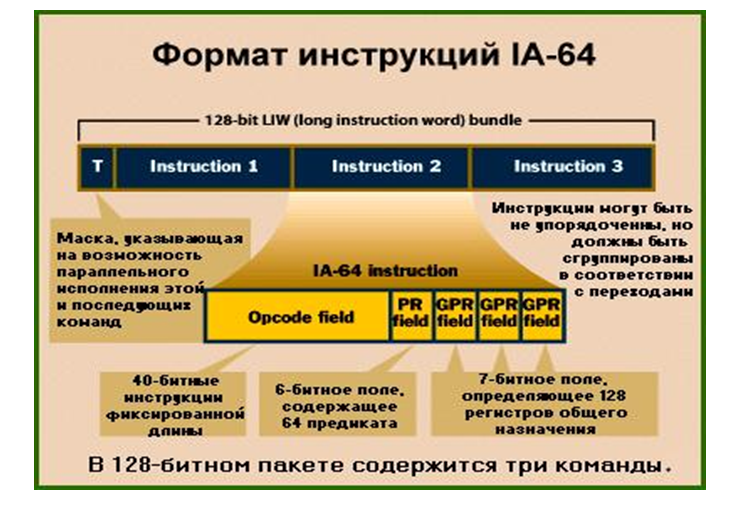 Формат инструкций IA-64
128-bit LIW (long instruction word) bundle
T Instruction 1 Instruction 2 Instruction 3
Маска, указывающая
на возможность
параллельного
исполнения этой
и последующих
команд
Инструкции могут быть
не упорядоченны, но
должны быть
сгруппированы
в соответствии
с переходами
IA-64 instruction
Opcode field
PR
field
GPR
field
GPR
field
GPR
field
40-битные
инструкции
фиксированной
длины
6-битное поле,
содержащее
64 предиката
7-битное поле,
определяющее 128
регистров общего
назначения
В 128-битном пакете содержится три команды.